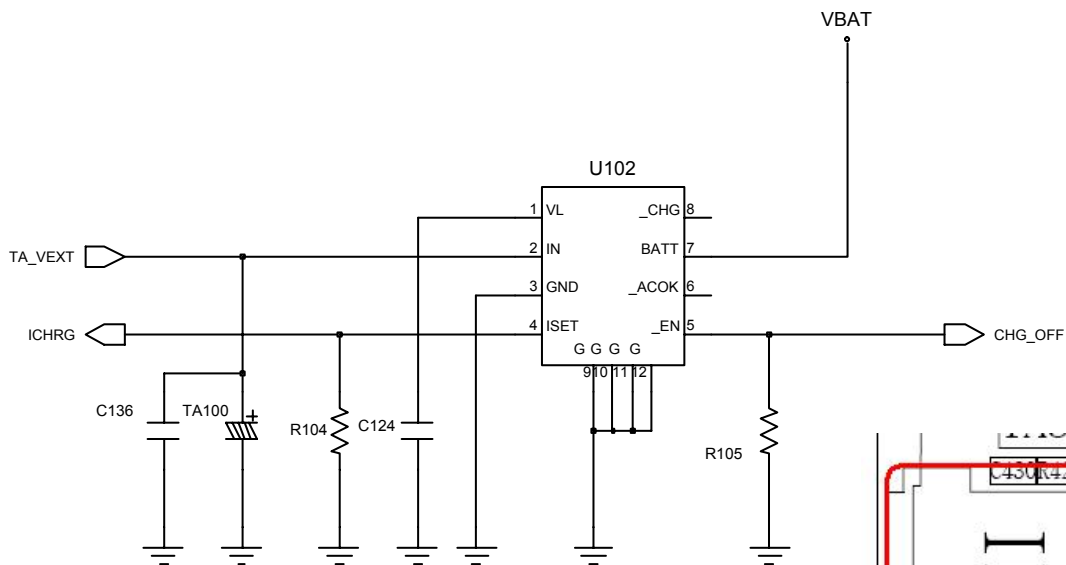 VBAT
U102
1 VL _CHG 8
TA_VEXT 2 IN BATT 7
3 GND _ACOK 6
ICHRG 4 ISET _EN 5 CHG_OFF
G G G G
9 10 11 12
C136 TA100 + R104 C124 R105
C430